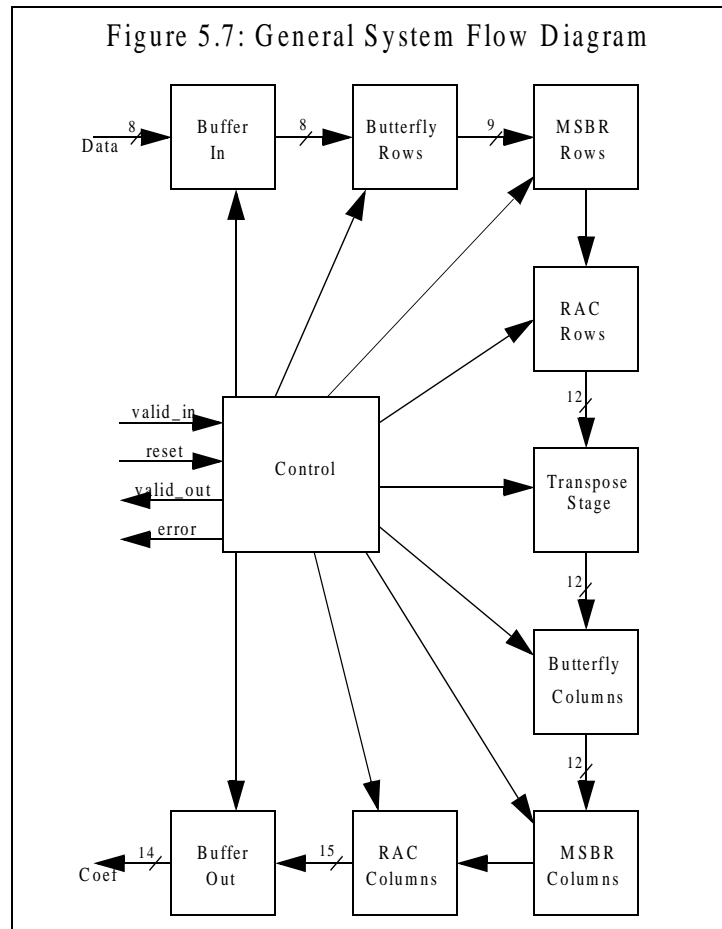 Figure 5.7: General System Flow Diagram
8
Data
Buffer
In
8
Butterfly
Rows
9
MSBR
Rows
RAC
Rows
12
valid_in
reset
valid_out
error
Control
Transpose
Stage
12
Butterfly
Columns
12
Coef
14
Buffer
Out
15
RAC
Columns
MSBR
Columns